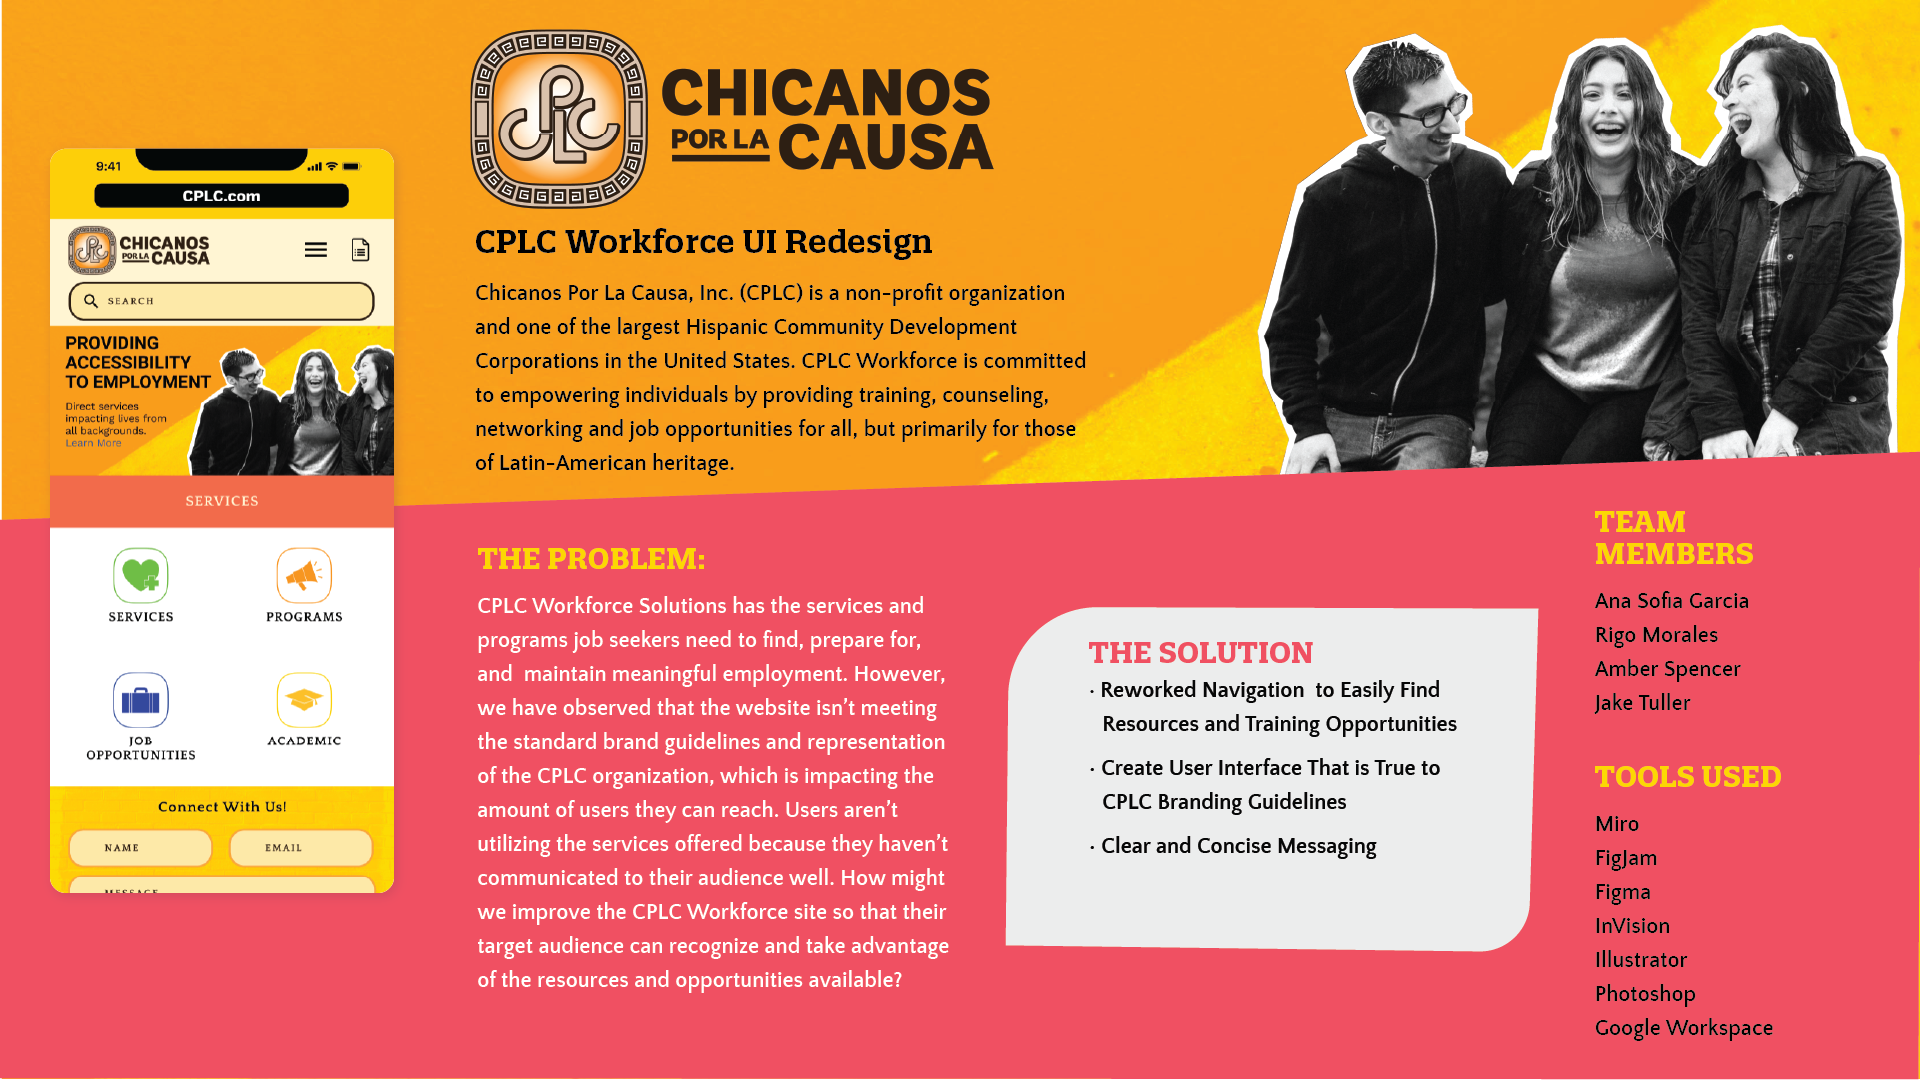 CPLC
CHICANOS
POR LA CAUSA
CPLC Workforce UI Redesign
Chicanos Por La Causa, Inc. (CPLC) is a non-profit organization
and one of the largest Hispanic Community Development
Corporations in the United States. CPLC Workforce is committed
to empowering individuals by providing training, counseling,
networking and job opportunities for all, but primarily for those
of Latin-American heritage.
9:41
CPLC.com
CPLC
CHICANOS
POR LA CAUSA
SEARCH
PROVIDING
ACCESSIBILITY
TO EMPLOYMENT
Direct services
impacting lives from
all backgrounds.
Learn More
SERVICES
SERVICES
PROGRAMS
JOB
OPPORTUNITIES
ACADEMIC
Connect With Us!
NAME
EMAIL
MESSAGE
THE PROBLEM:
CPLC Workforce Solutions has the services and
programs job seekers need to find, prepare for,
and  maintain meaningful employment. However,
we have observed that the website isn't meeting
the standard brand guidelines and representation
of the CPLC organization, which is impacting the
amount of users they can reach. Users aren't
utilizing the services offered because they haven't
communicated to their audience well. How might
we improve the CPLC Workforce site so that their
target audience can recognize and take advantage
of the resources and opportunities available?
THE SOLUTION
· Reworked Navigation  to Easily Find
Resources and Training Opportunities
· Create User Interface That is True to
CPLC Branding Guidelines
· Clear and Concise Messaging
TEAM
MEMBERS
Ana Sofia Garcia
Rigo Morales
Amber Spencer
Jake Tuller
TOOLS USED
Miro
FigJam
Figma
InVision
Illustrator
Photoshop
Google Workspace